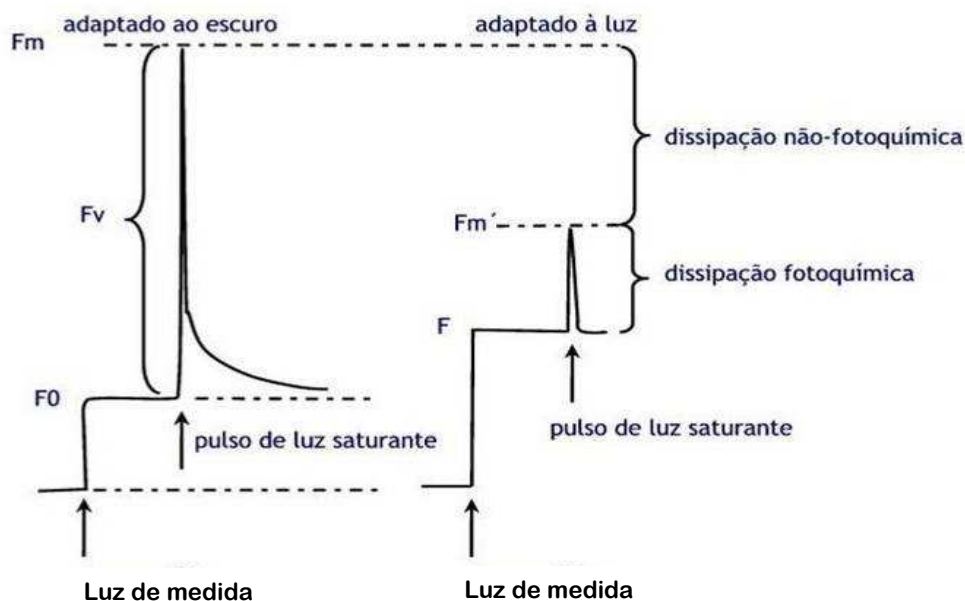 adaptado ao escuro
adaptado à luz
Fm
dissipação não-fotoquímica
Fv
Fm´
dissipação fotoquímica
F
F0
pulso de luz saturante
pulso de luz saturante
Luz de medida
Luz de medida